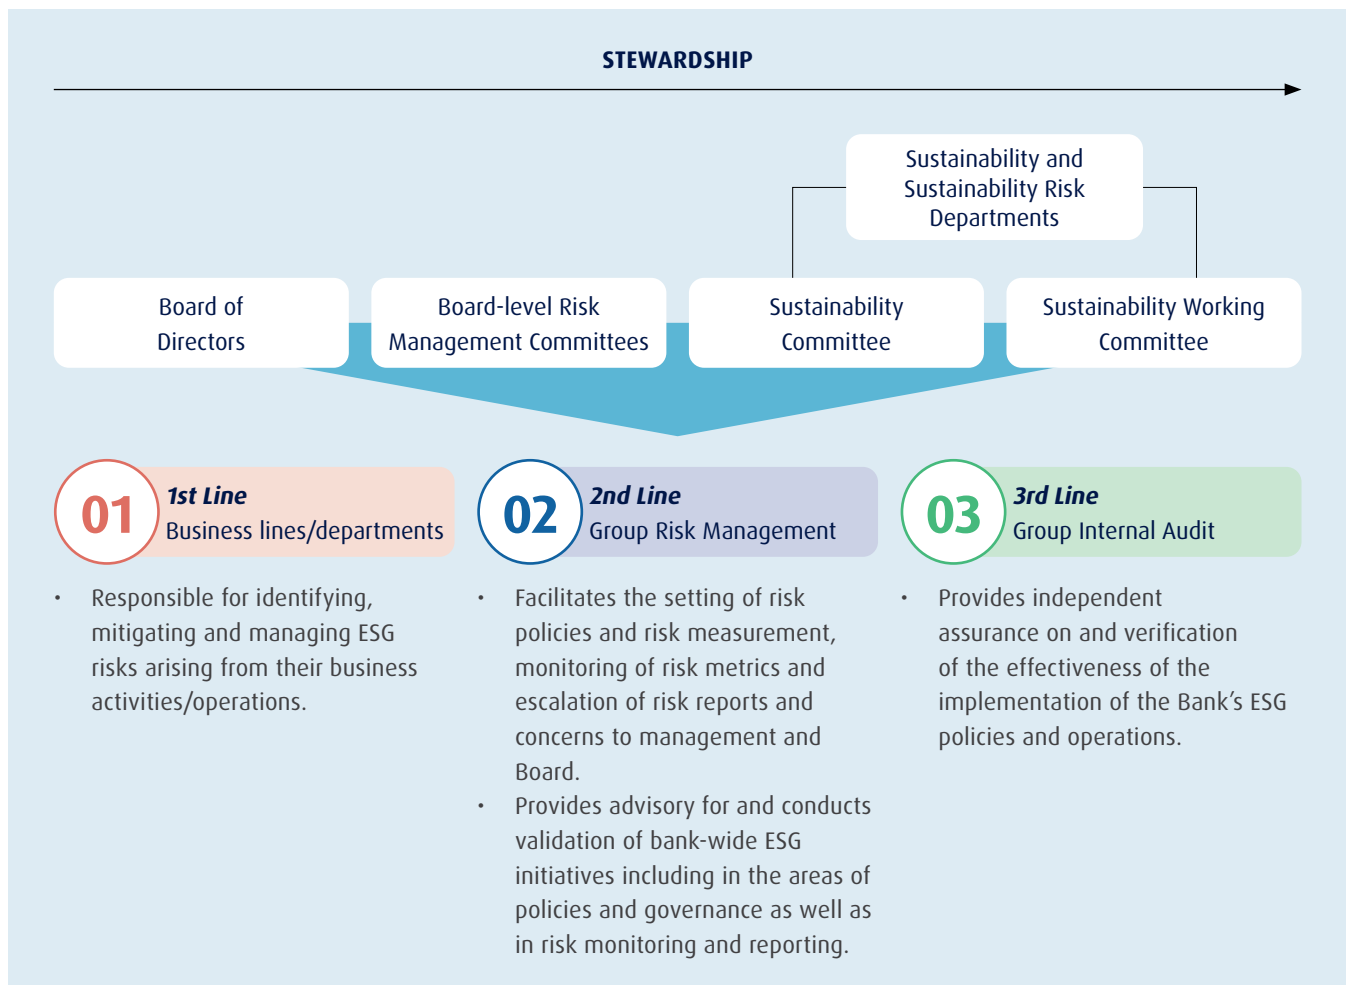 STEWARDSHIP
Sustainability and
Sustainability Risk
Departments
Board of
Directors
Board-level Risk
Management Committees
Sustainability
Committee
Sustainability Working
Committee
01
1st Line
Business lines/departments
• Responsible for identifying,
mitigating and managing ESG
risks arising from their business
activities/operations.
02
2nd Line
Group Risk Management
• Facilitates the setting of risk
policies and risk measurement,
monitoring of risk metrics and
escalation of risk reports and
concerns to management and
Board.
• Provides advisory for and conducts
validation of bank-wide ESG
initiatives including in the areas of
policies and governance as well as
in risk monitoring and reporting.
03
3rd Line
Group Internal Audit
• Provides independent
assurance on and verification
of the effectiveness of the
implementation of the Bank’s ESG
policies and operations.